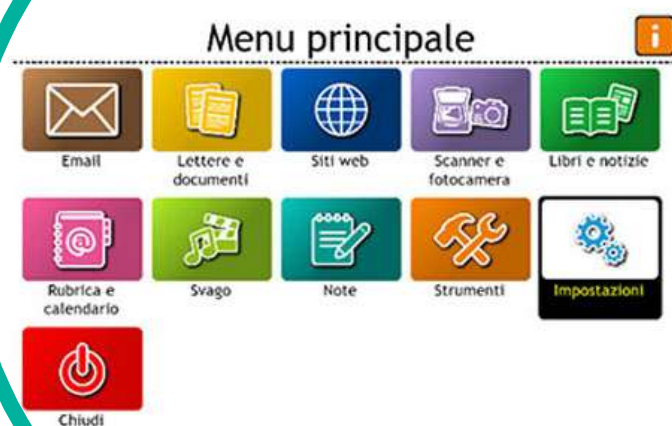 Menu principale
i
Email
Lettere e
documenti
Siti web
Scanner e
fotocamera
Libri e notizie
Rubrica e
calendario
Svago
Note
Strumenti
Impostazioni
Chiudi